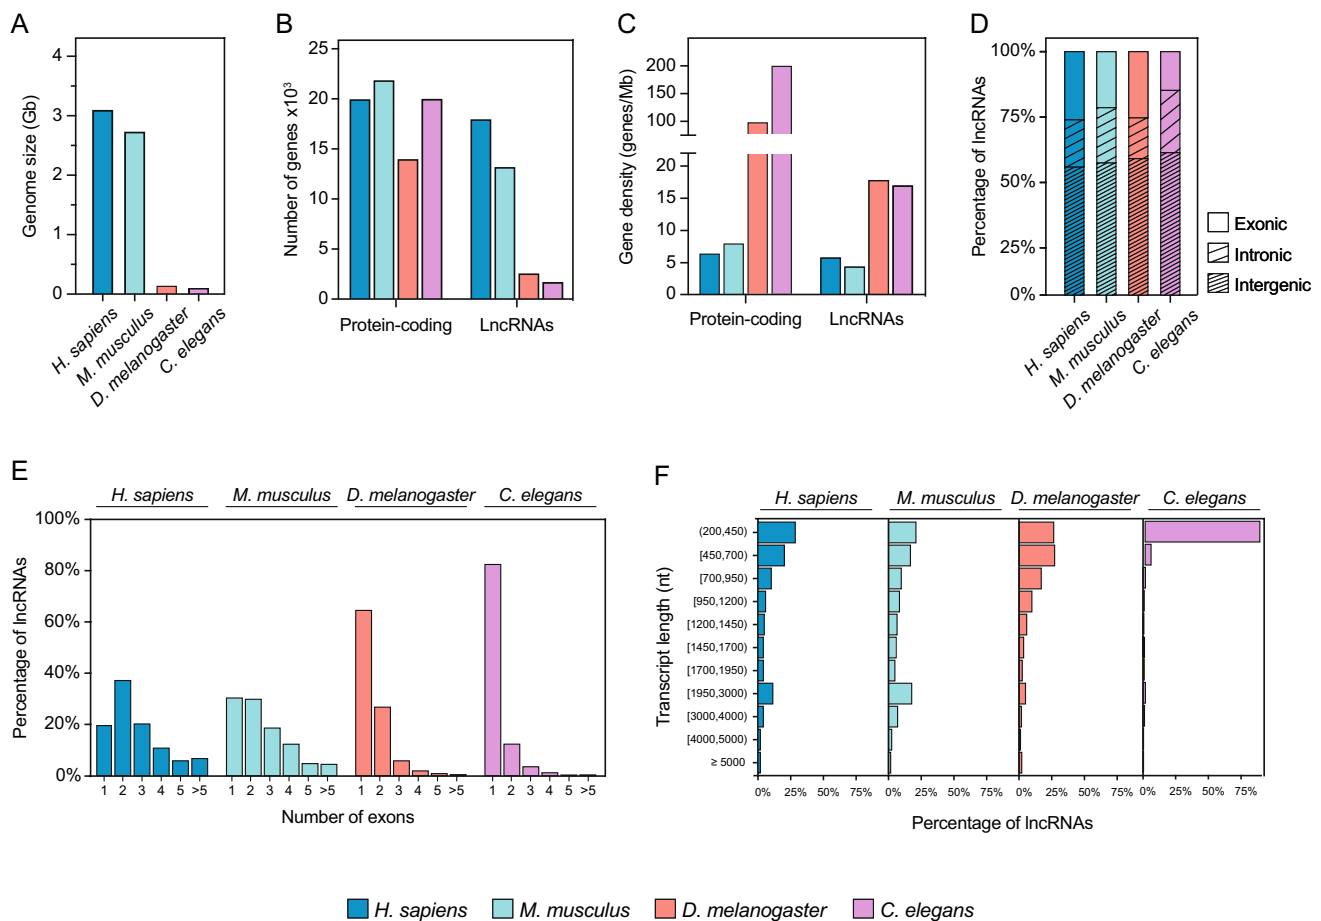 A
Genome size (Gb)
4
3
2
1
0
H. sapiens
M. musculus
D. melanogaster
C. elegans
B
Number of genes x10³
25
20
15
10
5
0
Protein-coding
LncRNAs
C
Gene density (genes/Mb)
200
150
100
20
15
10
5
0
Protein-coding
LncRNAs
D
Percentage of lncRNAs
100%
75%
50%
25%
0%
H. sapiens
M. musculus
D. melanogaster
C. elegans
Exonic
Intronic
Intergenic
E
H. sapiens
M. musculus
D. melanogaster
C. elegans
Percentage of lncRNAs
100%
80%
60%
40%
20%
0%
1 2 3 4 5 >5
1 2 3 4 5 >5
1 2 3 4 5 >5
1 2 3 4 5 >5
Number of exons
F
H. sapiens
M. musculus
D. melanogaster
C. elegans
Transcript length (nt)
(200,450)
[450,700)
[700,950)
[950,1200)
[1200,1450)
[1450,1700)
[1700,1950)
[1950,3000)
[3000,4000)
[4000,5000)
≥ 5000
0% 25% 50% 75%
0% 25% 50% 75%
0% 25% 50% 75%
0% 25% 50% 75%
Percentage of lncRNAs
H. sapiens
M. musculus
D. melanogaster
C. elegans